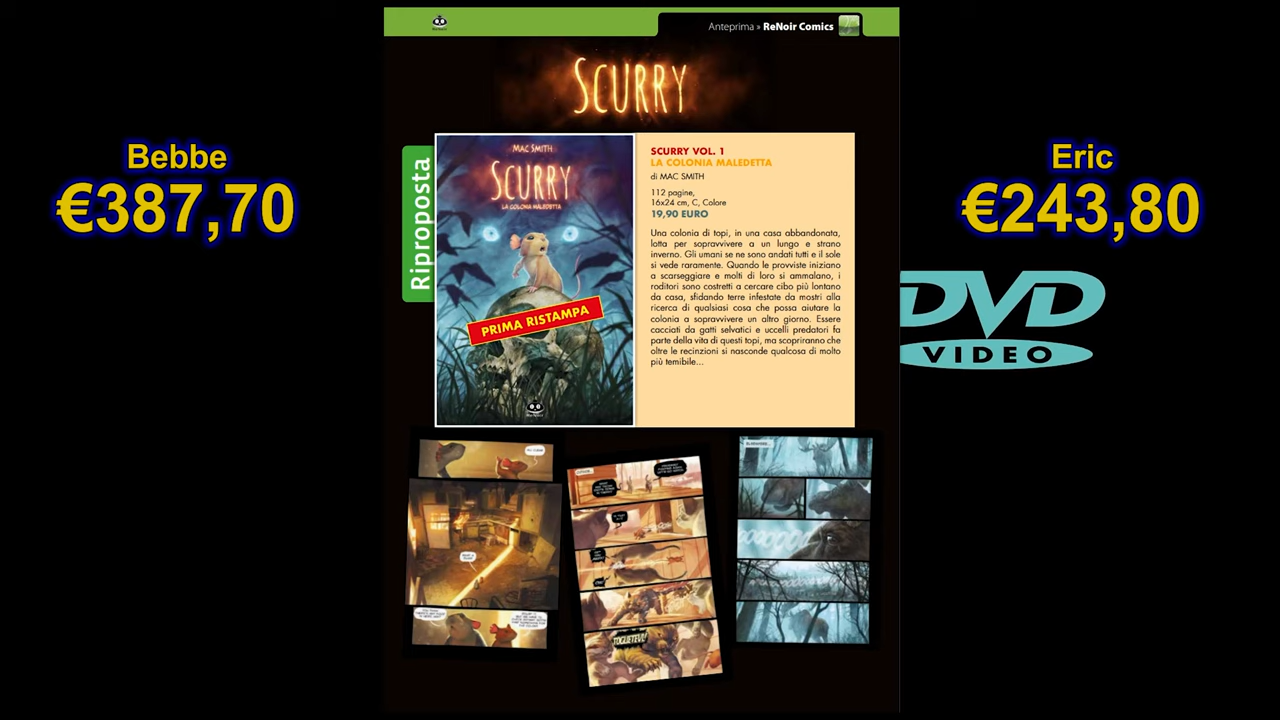 Anteprima » ReNoir Comics
SCURRY
Bebbe
€387,70
Eric
€243,80
Riproposta
MAC SMITH
SCURRY
LA COLONIA MALEDETTA
PRIMA RISTAMPA
SCURRY VOL. 1
LA COLONIA MALEDETTA
di MAC SMITH
112 pagine,
16x24 cm, C, Colore
19,90 EURO
Una colonia di topi, in una casa abbandonata,
lotta per sopravvivere a un lungo e strano
inverno. Gli umani se ne sono andati tutti e il sole
si vede raramente. Quando le provviste iniziano
a scarseggiare e molti di loro si ammalano, i
roditori sono costretti a cercare cibo più lontano
da casa, sfidando terre infestate da mostri alla
ricerca di qualsiasi cosa che possa aiutare la
colonia a sopravvivere un altro giorno. Essere
cacciati da gatti selvatici e uccelli predatori fa
parte della vita di questi topi, ma scopriranno che
oltre le recinzioni si nasconde qualcosa di molto
più temibile...
DVD
VIDEO
TOGLIETEVI!